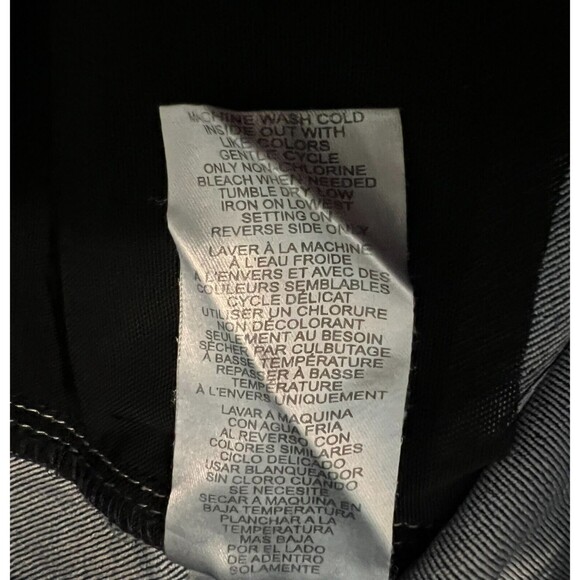 MACHINE WASH COLD
INSIDE OUT WITH
LIKE COLORS
GENTLE CYCLE
ONLY NON-CHLORINE
BLEACH WHEN NEEDED
TUMBLE DRY LOW
IRON ON LOWEST
SETTING ON
REVERSE SIDE ONLY
LAVER À LA MACHINE
À L'EAU FROIDE
À L'ENVERS ET AVEC DES
COULEURS SEMBLABLES
CYCLE DÉLICAT
UTILISER UN CHLORURE
NON DÉCOLORANT
SEULEMENT AU BESOIN
SÉCHER PAR CULBUTAGE
À BASSE TEMPÉRATURE
REPASSER À BASSE
TEMPÉRATURE
À L'ENVERS UNIQUEMENT
LAVAR A MAQUINA
CON AGUA FRIA
AL REVERSO CON
COLORES SIMILARES
CICLO DELICADO
USAR BLANQUEADOR
SIN CLORO CUANDO
SE NECESITE
SECAR A MAQUINA EN
BAJA TEMPERATURA
PLANCHAR A LA
TEMPERATURA
MAS BAJA
POR EL LADO
DE ADENTRO
SOLAMENTE